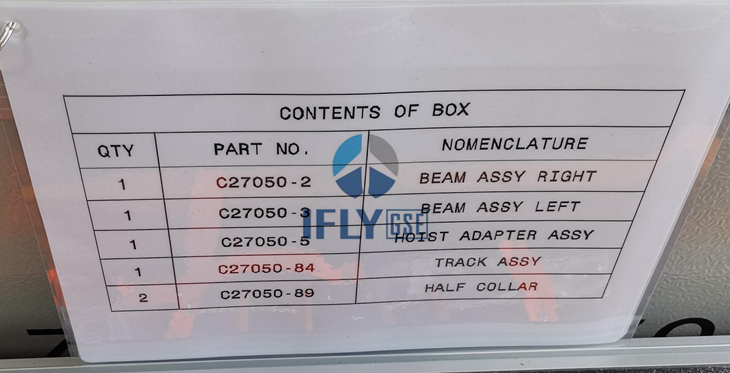 CONTENTS OF BOX
QTY PART NO. NOMENCLATURE
1 C27050-2 BEAM ASSY RIGHT
1 C27050-3 BEAM ASSY LEFT
1 C27050-5 HOIST ADAPTER ASSY
1 C27050-84 TRACK ASSY
2 C27050-89 HALF COLLAR
IFLY GSE